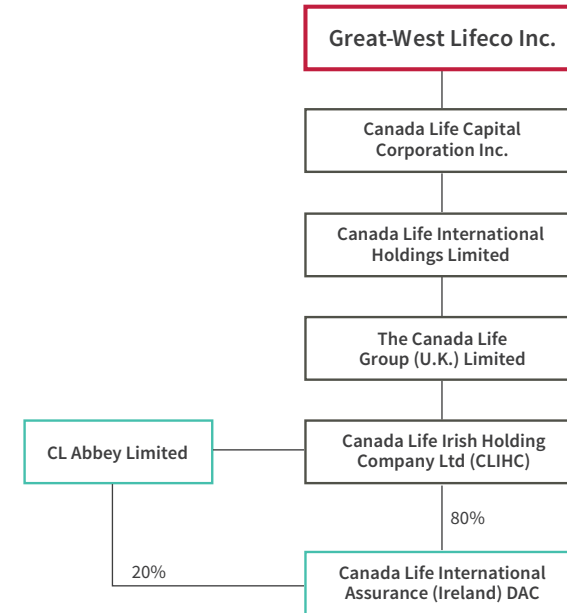 Great-West Lifeco Inc.
Canada Life Capital
Corporation Inc.
Canada Life International
Holdings Limited
The Canada Life
Group (U.K.) Limited
CL Abbey Limited
Canada Life Irish Holding
Company Ltd (CLIHC)
80%
20%
Canada Life International
Assurance (Ireland) DAC